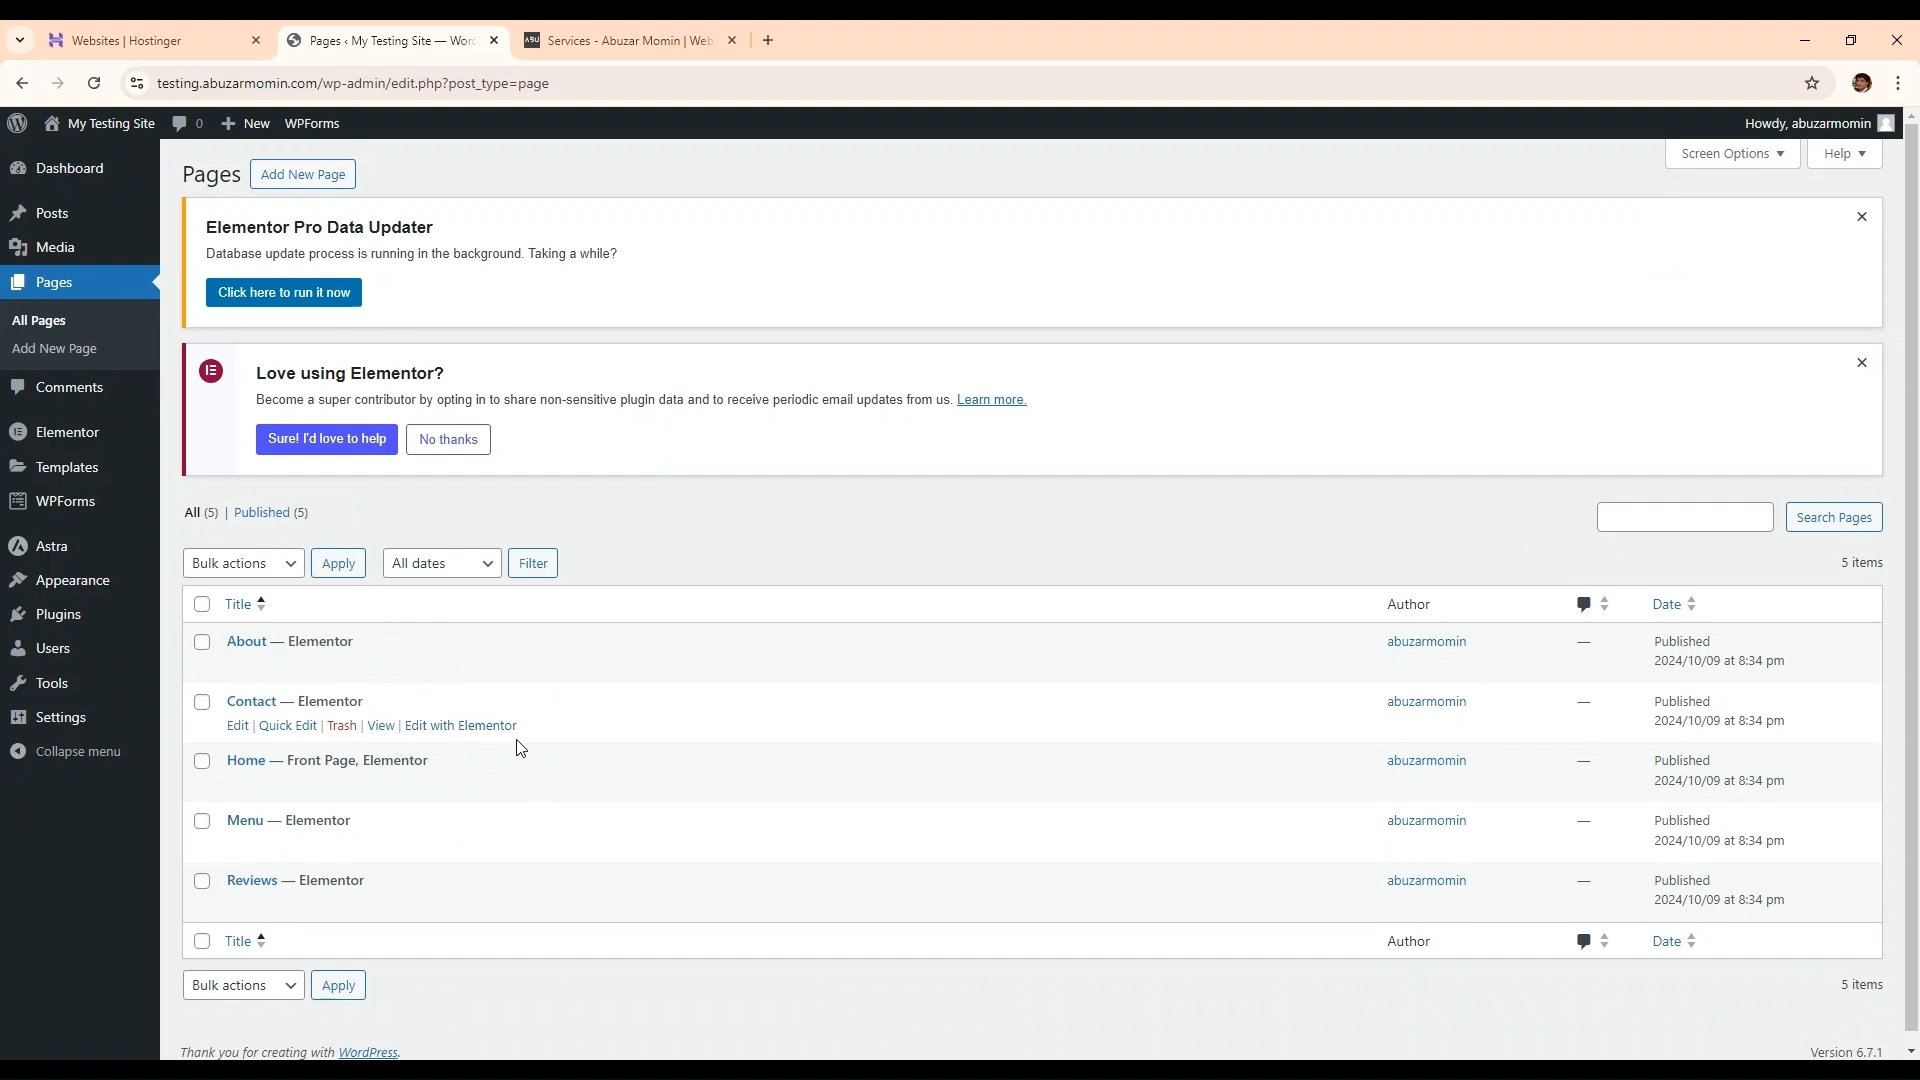 Websites | Hostinger
Pages ‹ My Testing Site — Wor
ABU
Services - Abuzar Momin | Web
testing.abuzarmomin.com/wp-admin/edit.php?post_type=page
My Testing Site
0
New
WPForms
Howdy, abuzarmomin
Dashboard
Posts
Media
Pages
All Pages
Add New Page
Comments
Elementor
Templates
WPForms
Astra
Appearance
Plugins
Users
Tools
Settings
Collapse menu
Pages
Add New Page
Screen Options
Help
Elementor Pro Data Updater
Database update process is running in the background. Taking a while?
Click here to run it now
Love using Elementor?
Become a super contributor by opting in to share non-sensitive plugin data and to receive periodic email updates from us. Learn more.
Sure! I'd love to help
No thanks
All (5) | Published (5)
Search Pages
Bulk actions
Apply
All dates
Filter
5 items
Title
Author
Date
About — Elementor
abuzarmomin
—
Published
2024/10/09 at 8:34 pm
Contact — Elementor
Edit | Quick Edit | Trash | View | Edit with Elementor
abuzarmomin
—
Published
2024/10/09 at 8:34 pm
Home — Front Page, Elementor
abuzarmomin
—
Published
2024/10/09 at 8:34 pm
Menu — Elementor
abuzarmomin
—
Published
2024/10/09 at 8:34 pm
Reviews — Elementor
abuzarmomin
—
Published
2024/10/09 at 8:34 pm
Title
Author
Date
Bulk actions
Apply
5 items
Thank you for creating with WordPress.
Version 6.7.1